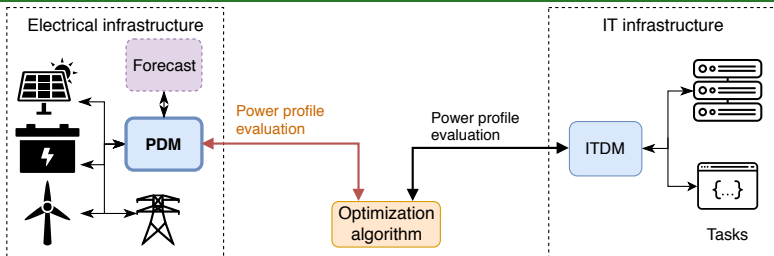 Electrical infrastructure
IT infrastructure
Forecast
Power profile
evaluation
Power profile
evaluation
PDM
ITDM
{...}
Optimization
algorithm
Tasks